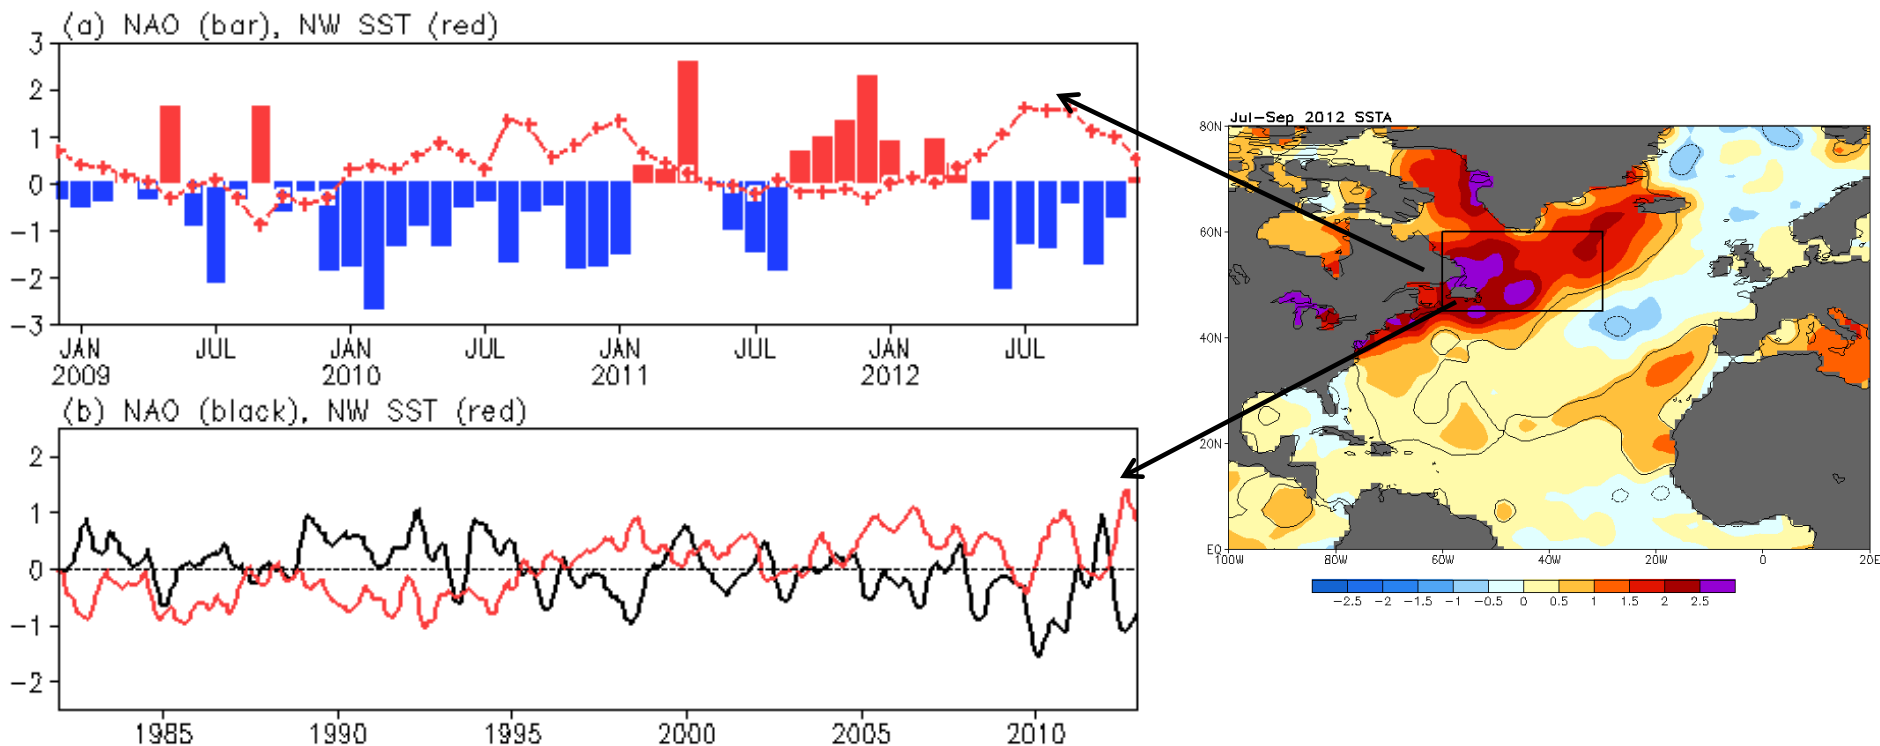 (a) NAO (bar), NW SST (red)
3
2
1
0
-1
-2
-3
JAN JUL JAN JUL JAN JUL JAN JUL
2009 2010 2011 2012
(b) NAO (black), NW SST (red)
2
1
0
-1
-2
1985 1990 1995 2000 2005 2010
Jul-Sep 2012 SSTA
80N
60N
40N
20N
EQ
100W 80W 60W 40W 20W 0 20E
-2.5 -2 -1.5 -1 -0.5 0 0.5 1 1.5 2 2.5